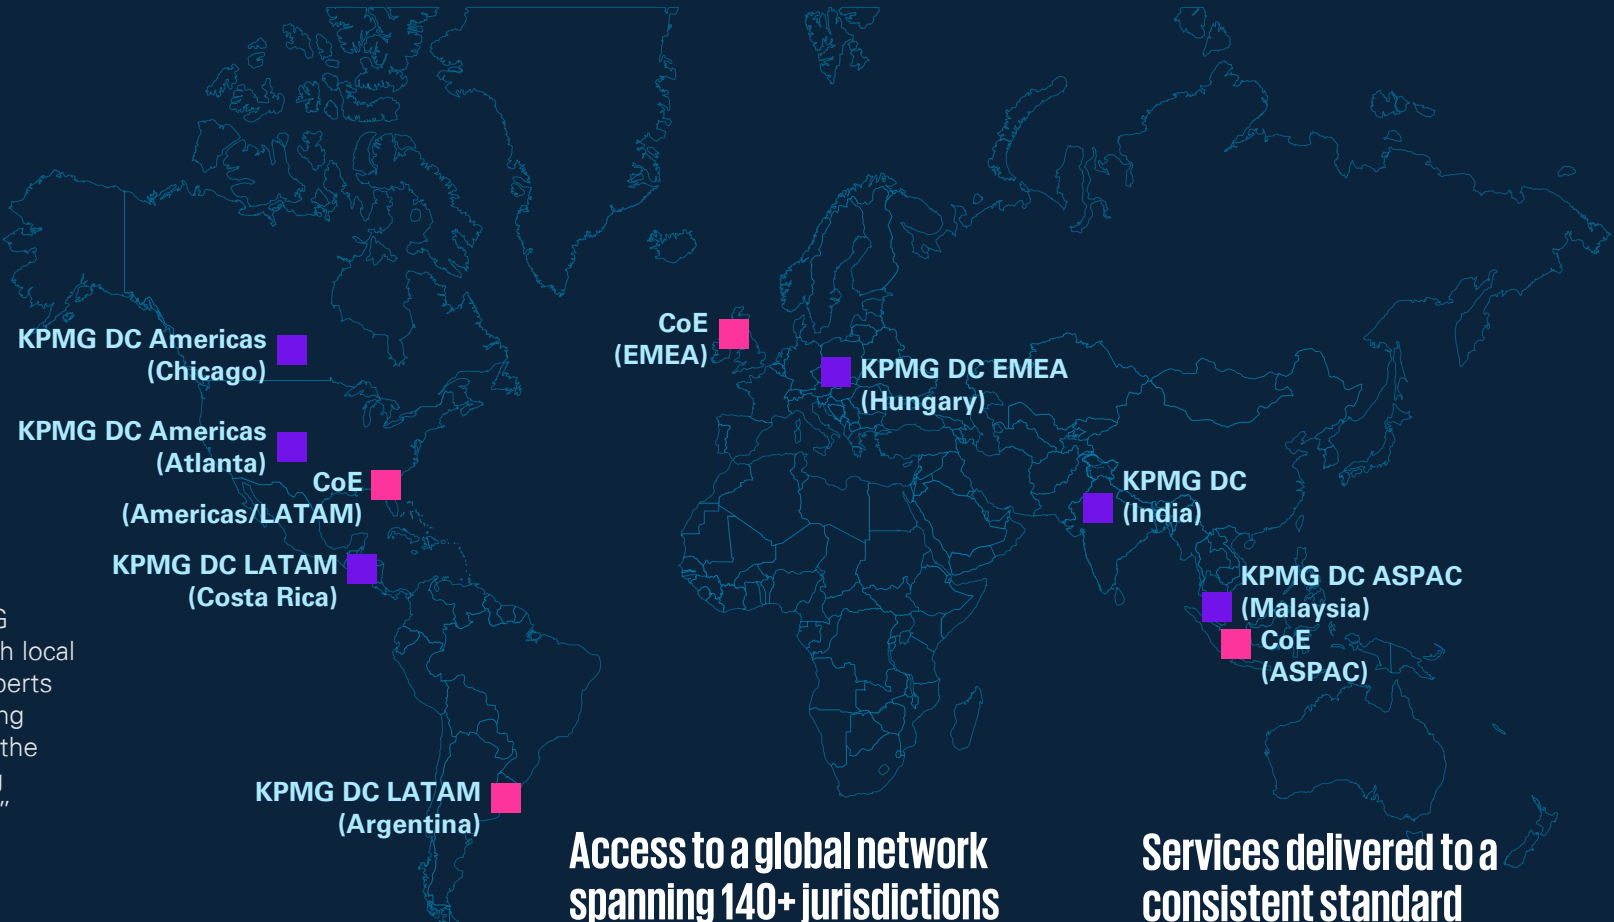 KPMG DC Americas
(Chicago)
KPMG DC Americas
(Atlanta)
CoE
(Americas/LATAM)
KPMG DC LATAM
(Costa Rica)
KPMG DC LATAM
(Argentina)
CoE
(EMEA)
KPMG DC EMEA
(Hungary)
KPMG DC
(India)
KPMG DC ASPAC
(Malaysia)
CoE
(ASPAC)
G
h local
perts
ng
the
g
”
Access to a global network
spanning 140+ jurisdictions
Services delivered to a
consistent standard